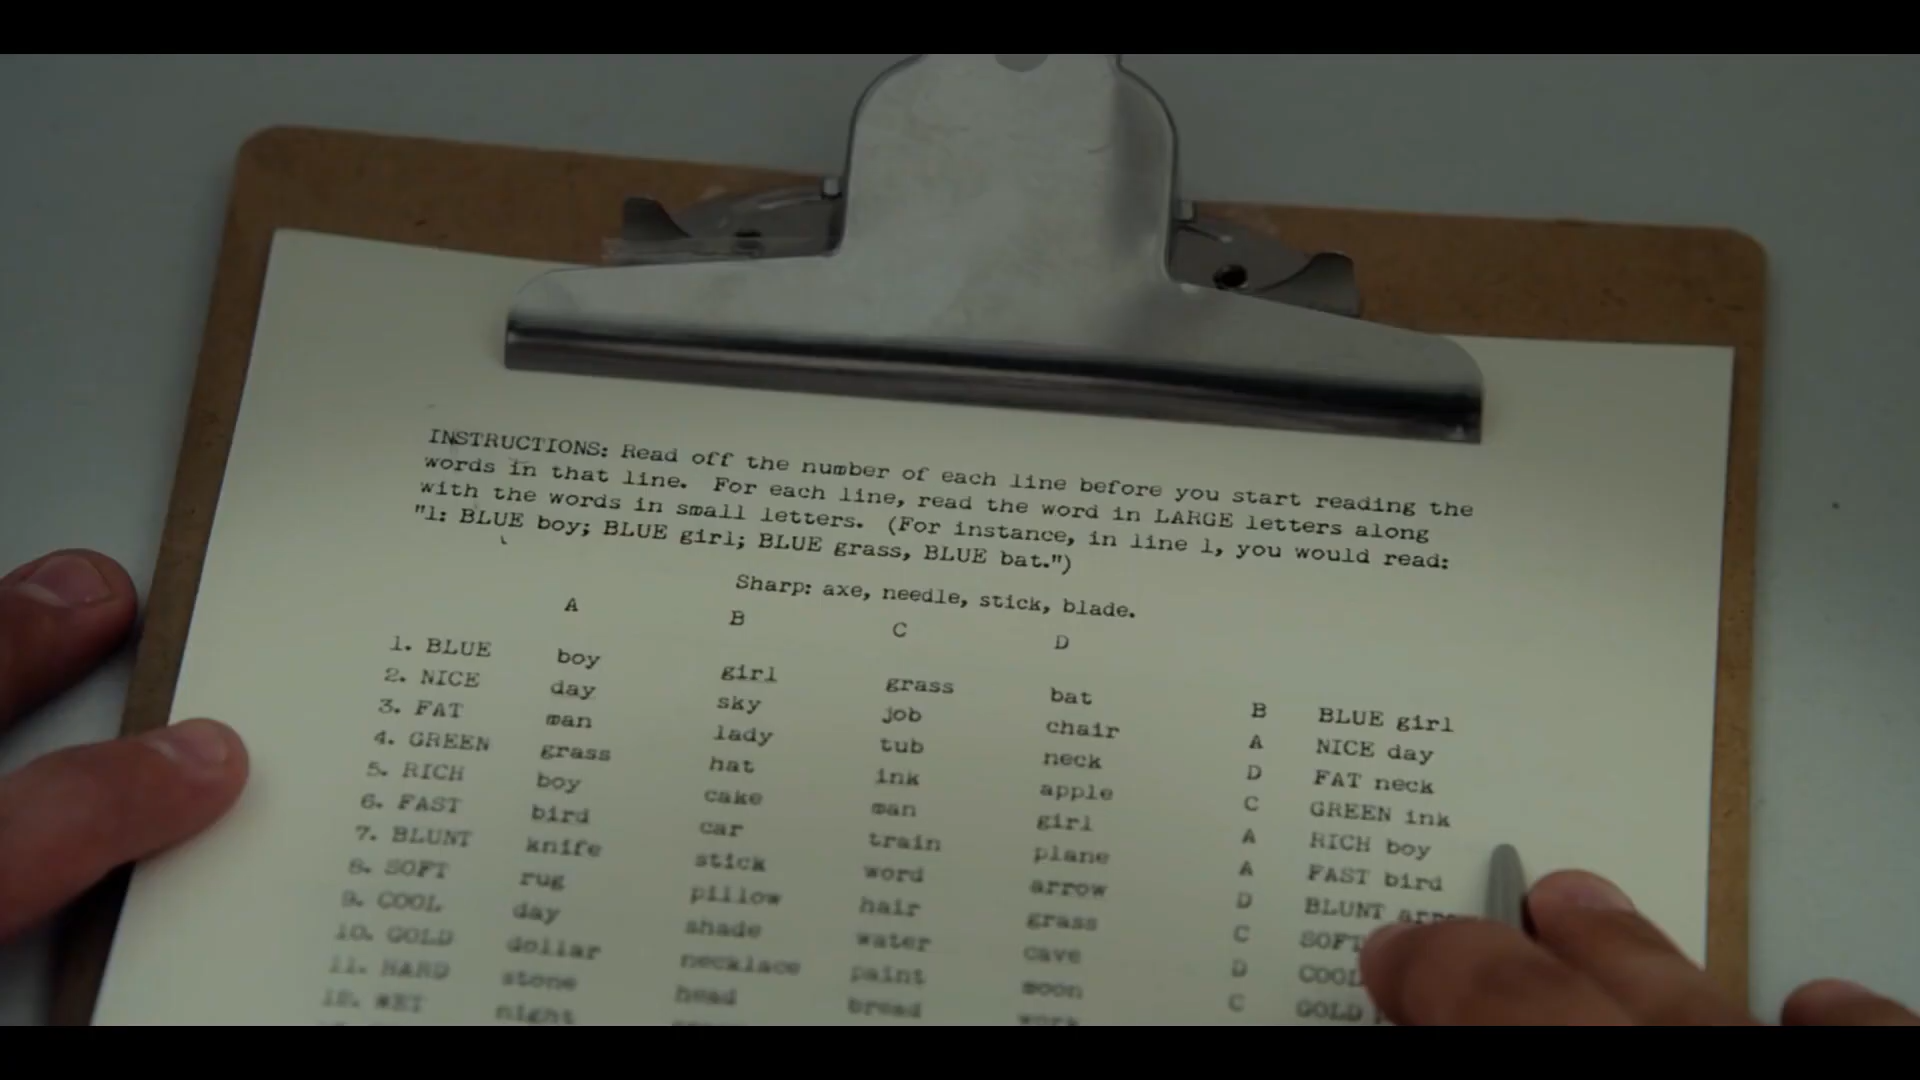 INSTRUCTIONS: Read off the number of each line before you start reading the
words in that line. For each line, read the word in LARGE letters along
with the words in small letters. (For instance, in line 1, you would read:
"1: BLUE boy; BLUE girl; BLUE grass, BLUE bat.")
Sharp: axe, needle, stick, blade.
A B C D
1. BLUE boy girl grass bat B BLUE girl
2. NICE day sky job chair A NICE day
3. FAT man lady tub neck D FAT neck
4. GREEN grass hat ink apple C GREEN ink
5. RICH boy cake man girl A RICH boy
6. FAST bird car train plane A FAST bird
7. BLUNT knife stick word arrow D BLUNT
8. SOFT rug pillow hair grass C SOFT
9. COOL day shade water cave D COOL
10. GOLD dollar necklace paint moon C GOLD
11. HARD stone head bread work
12. WET night